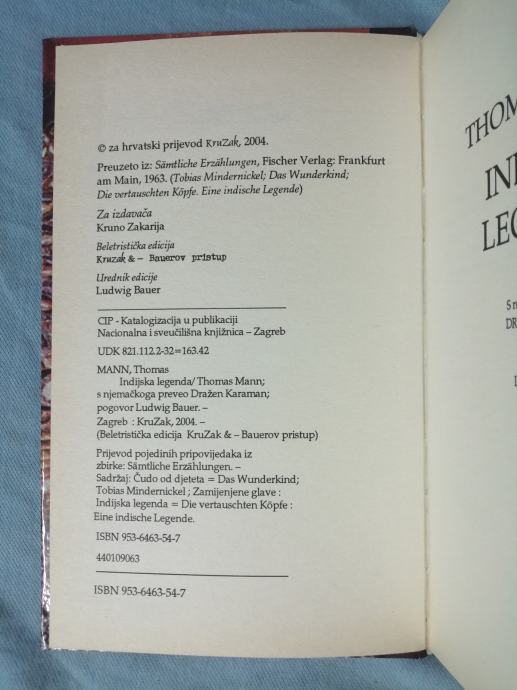 © za hrvatski prijevod KruZak, 2004.
Preuzeto iz: Sämtliche Erzählungen, Fischer Verlag: Frankfurt
am Main, 1963. (Tobias Mindernickel; Das Wunderkind;
Die vertauschten Köpfe. Eine indische Legende)
Za izdavača
Kruno Zakarija
Beletristička edicija
Kruzak & – Bauerov pristup
Urednik edicije
Ludwig Bauer
CIP - Katalogizacija u publikaciji
Nacionalna i sveučilišna knjižnica – Zagreb
UDK 821.112.2-32=163.42
MANN, Thomas
Indijska legenda/ Thomas Mann;
s njemačkoga preveo Dražen Karaman;
pogovor Ludwig Bauer. –
Zagreb : KruZak, 2004. –
(Beletristička edicija KruZak & – Bauerov pristup)
Prijevod pojedinih pripovijedaka iz
zbirke: Sämtliche Erzählungen. –
Sadržaj: Čudo od djeteta = Das Wunderkind;
Tobias Mindernickel ; Zamijenjene glave :
Indijska legenda = Die vertauschten Köpfe :
Eine indische Legende.
ISBN 953-6463-54-7
440109063
ISBN 953-6463-54-7
THOM